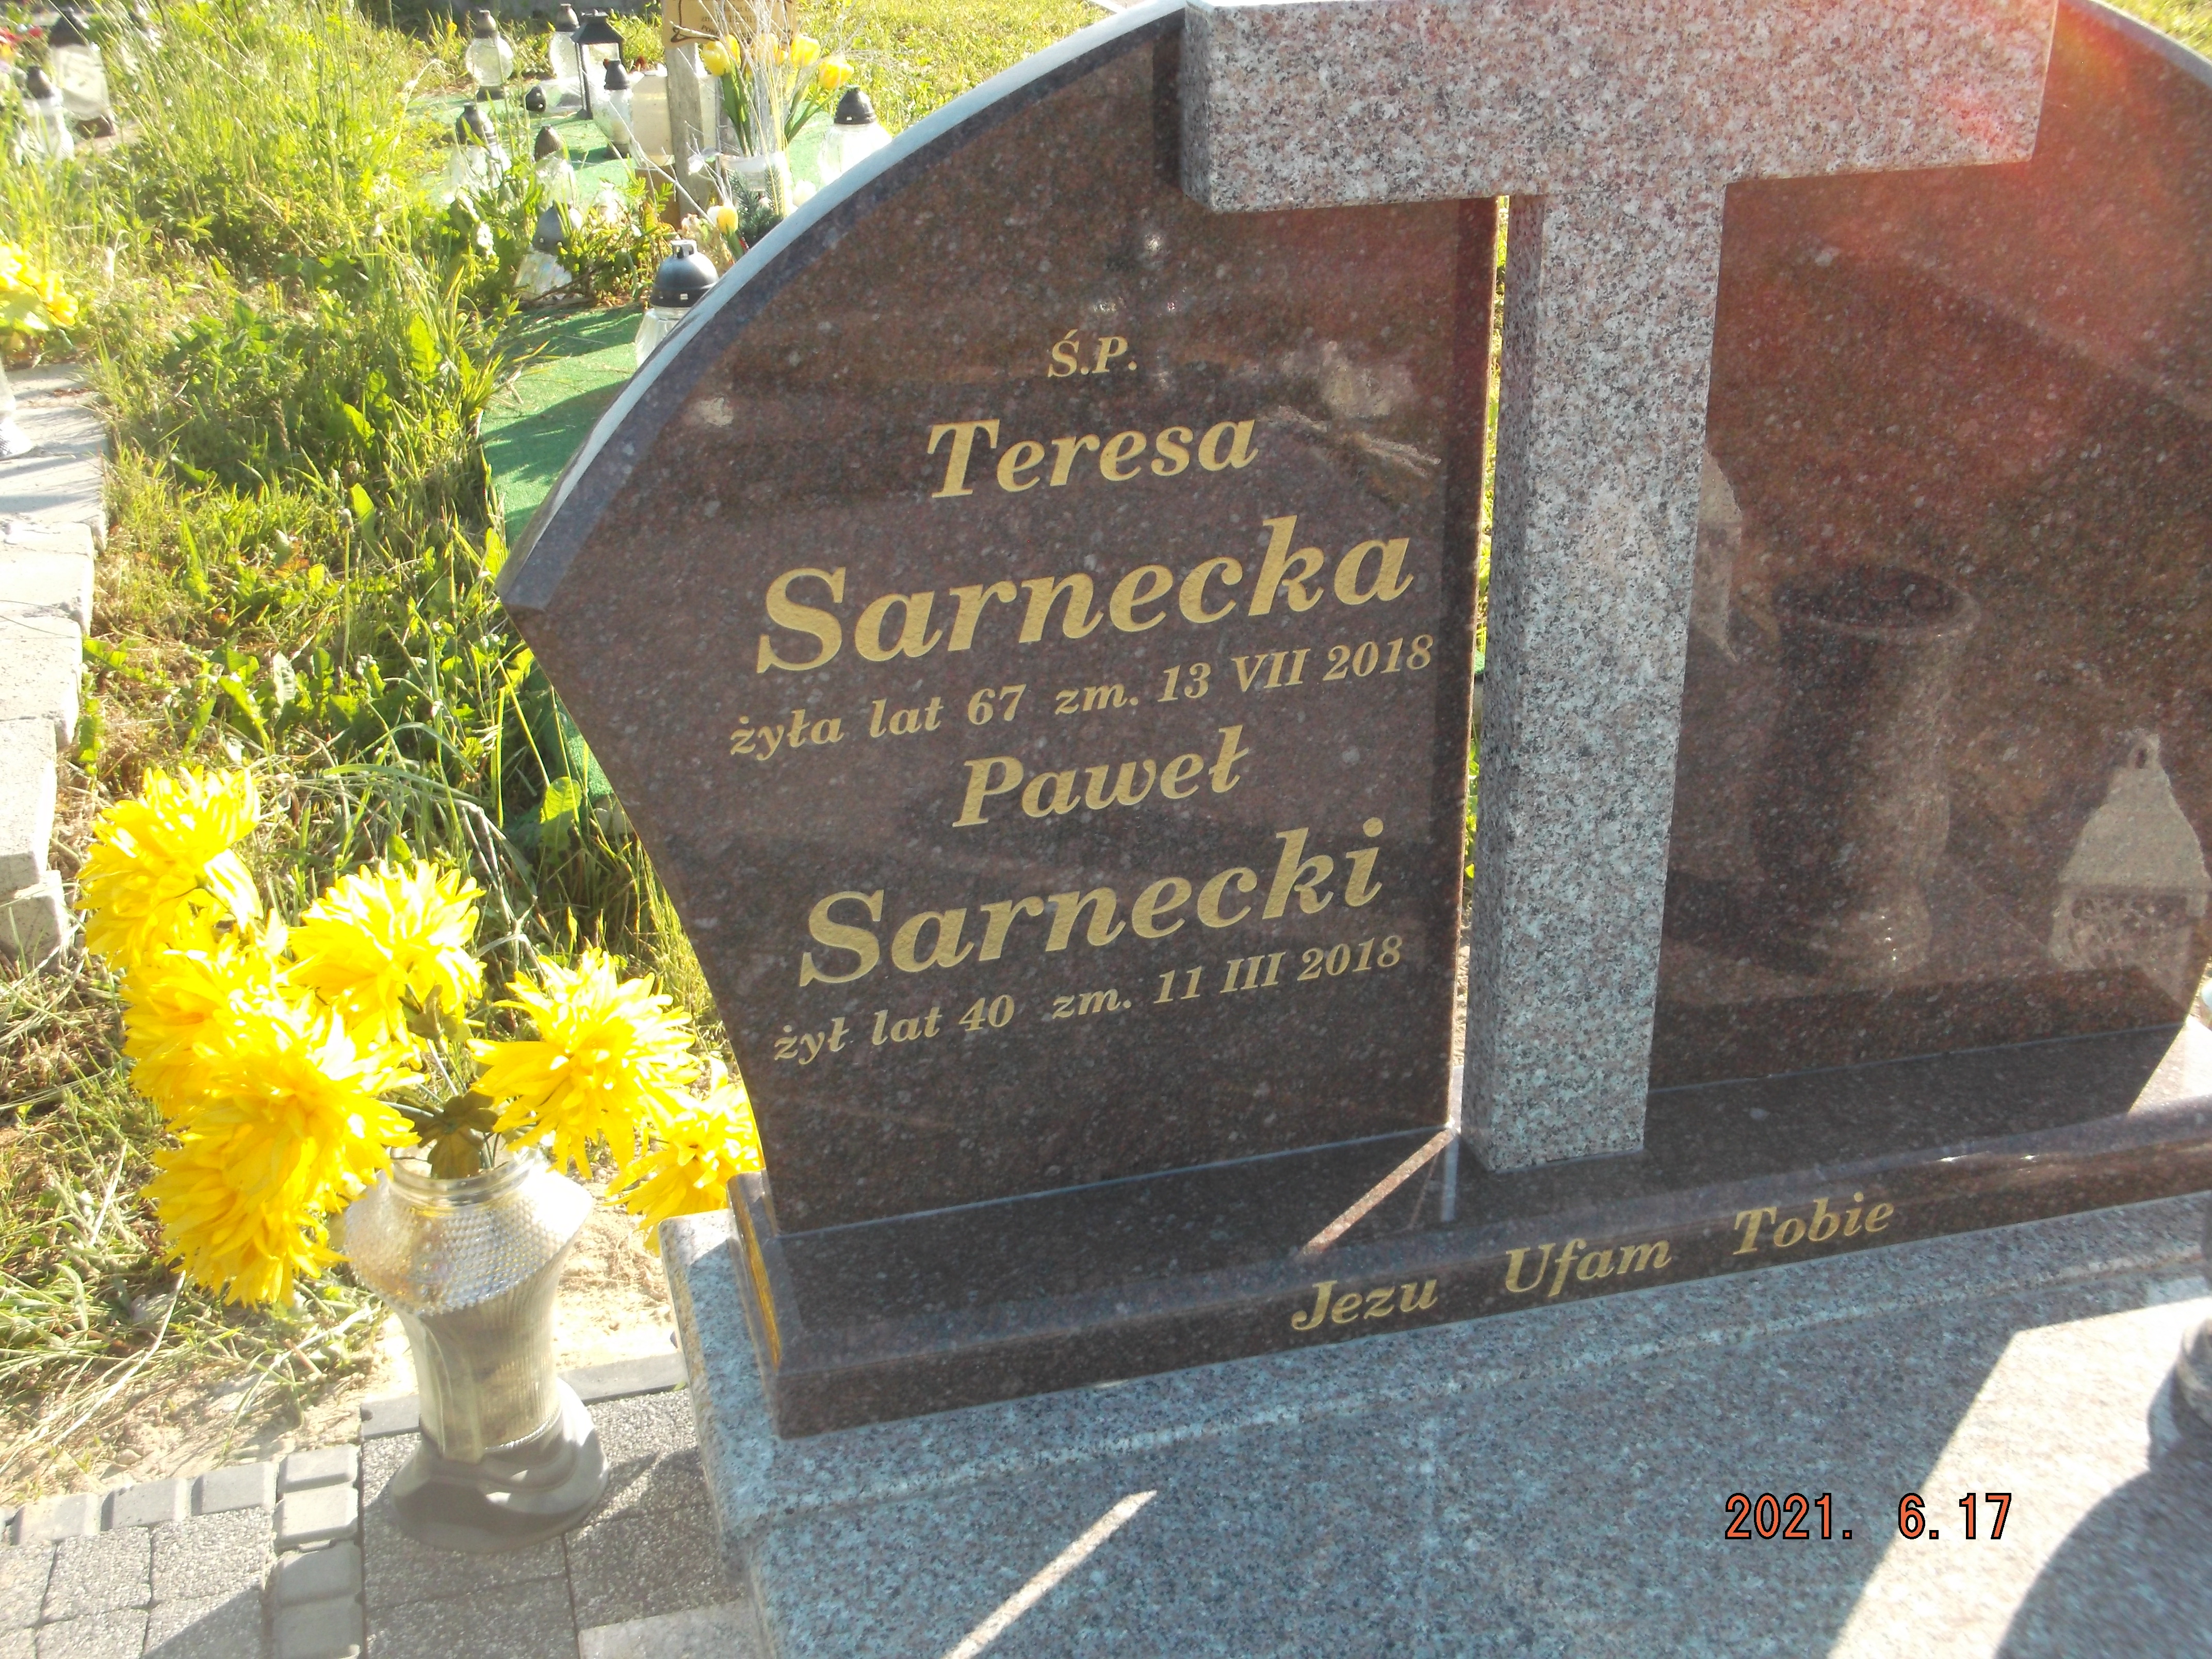 Ś.P.
Teresa
Sarnecka
żyła lat 67 zm. 13 VII 2018
Paweł
Sarnecki
żył lat 40 zm. 11 III 2018
Jezu Ufam Tobie
2021. 6.17